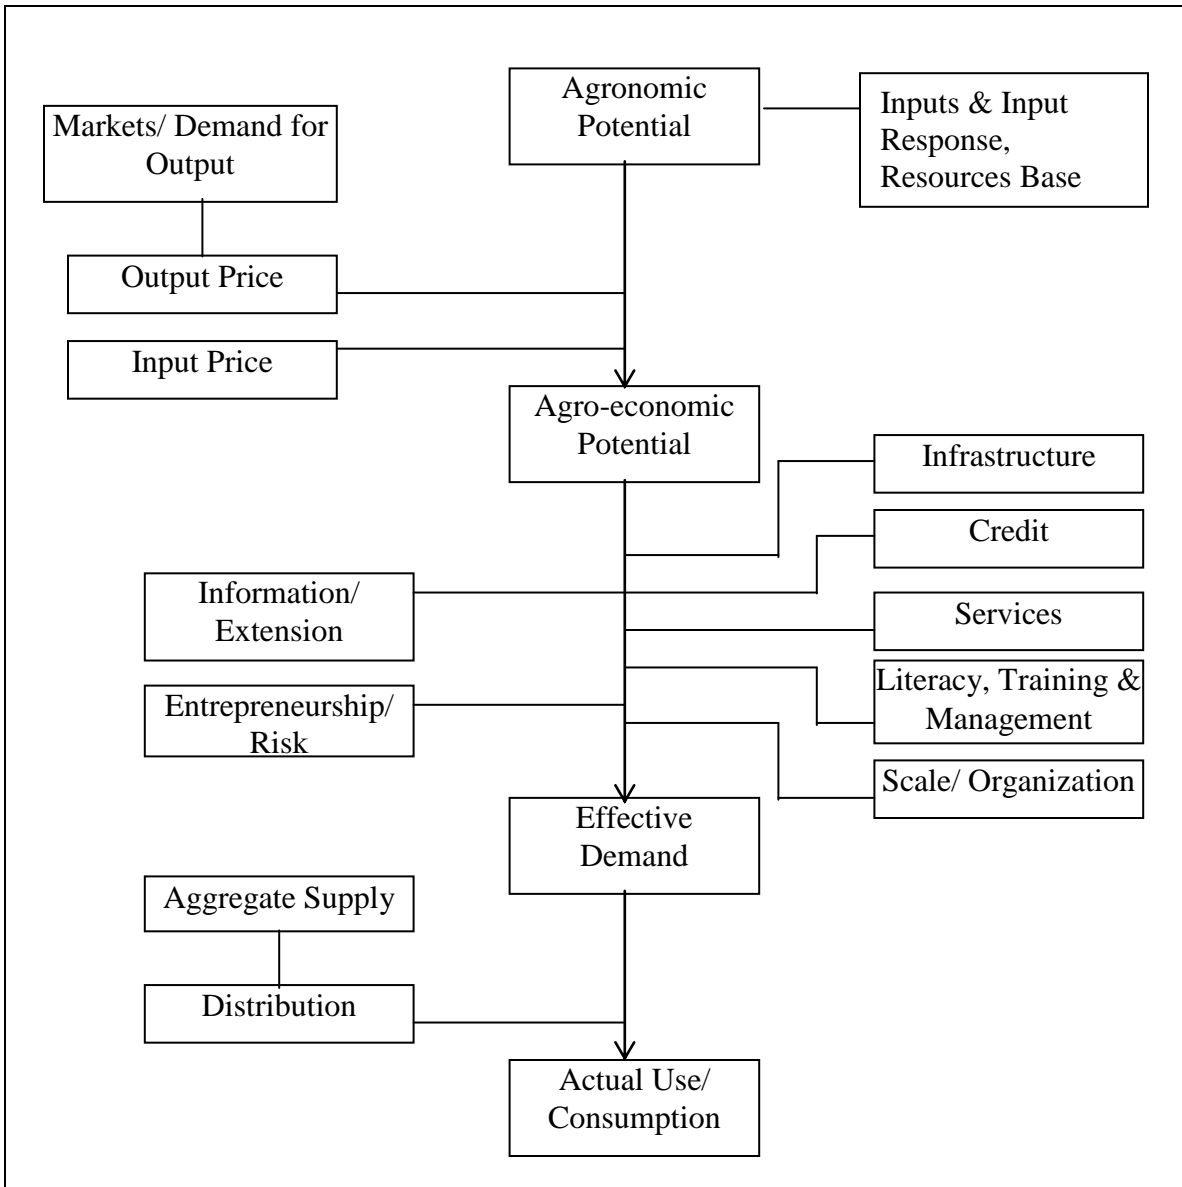 Agronomic
Potential
Inputs & Input
Response,
Resources Base
Markets/ Demand for
Output
Output Price
Input Price
Agro-economic
Potential
Infrastructure
Credit
Information/
Extension
Services
Literacy, Training &
Management
Entrepreneurship/
Risk
Scale/ Organization
Effective
Demand
Aggregate Supply
Distribution
Actual Use/
Consumption